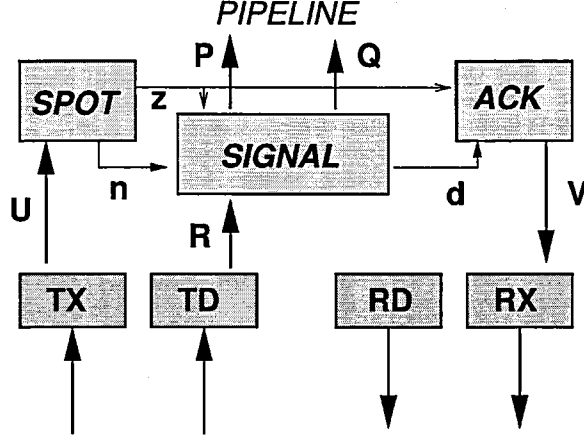 PIPELINE
P Q
SPOT z ACK
SIGNAL
U n d V
R
TX TD RD RX